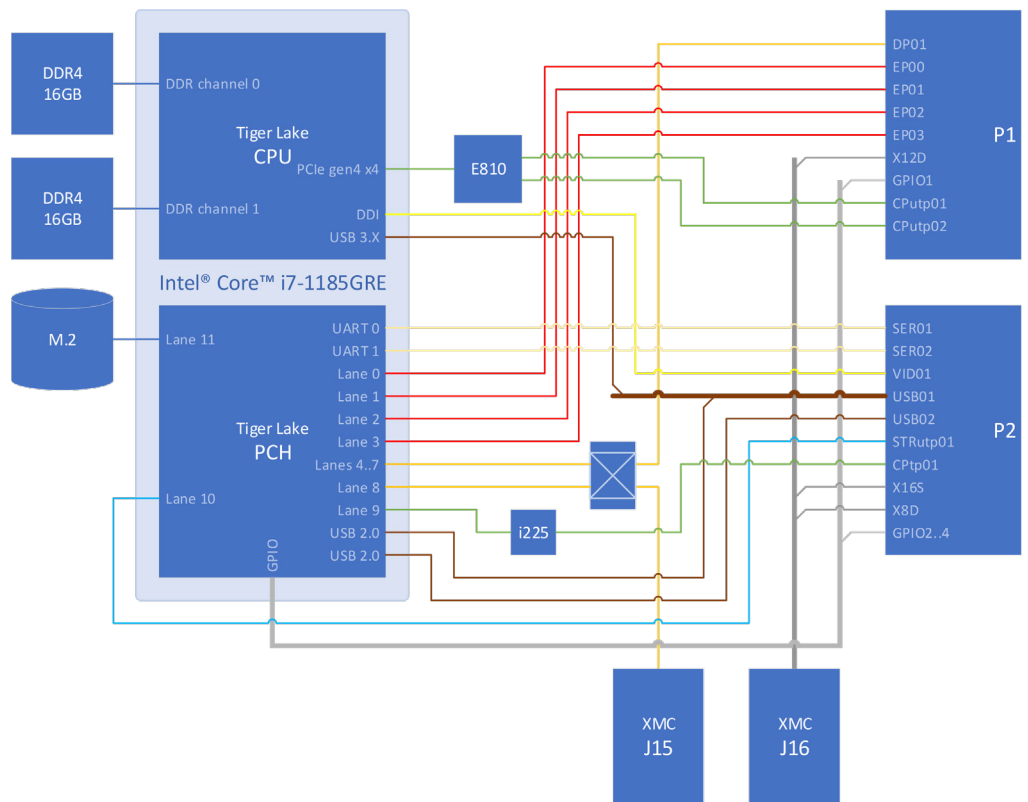 DDR4
16GB
DDR4
16GB
M.2
DDR channel 0
Tiger Lake
CPU
PCIe gen4 x4
DDR channel 1
DDI
USB 3.X
Intel® Core™ i7-1185GRE
UART 0
Lane 11
UART 1
Lane 0
Lane 1
Lane 2
Tiger Lake
PCH
Lane 3
Lanes 4..7
Lane 8
Lane 10
Lane 9
USB 2.0
USB 2.0
GPIO
E810
i225
DP01
EP00
EP01
EP02
EP03
P1
X12D
GPIO1
CPutp01
CPutp02
SER01
SER02
VID01
USB01
USB02
P2
STRutp01
CPtp01
X16S
X8D
GPIO2..4
XMC
J15
XMC
J16